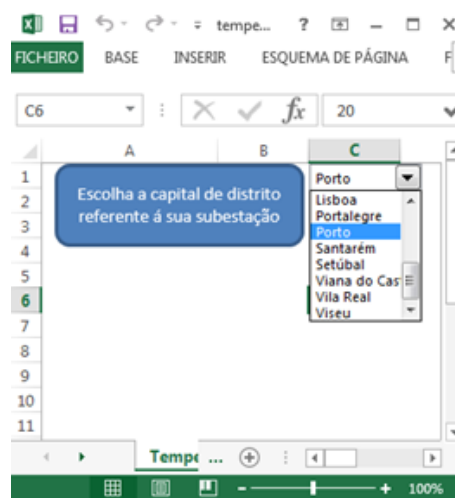 tempe... ?
FICHEIRO BASE INSERIR ESQUEMA DE PÁGINA F
C6 fx 20
A B C
1 Porto
2 Lisboa
3 Portalegre
Porto
4 Santarém
5 Setúbal
6 Viana do Cas
7 Vila Real
Viseu
8
9
10
11
Escolha a capital de distrito
referente á sua subestação
Tempe ...
100%